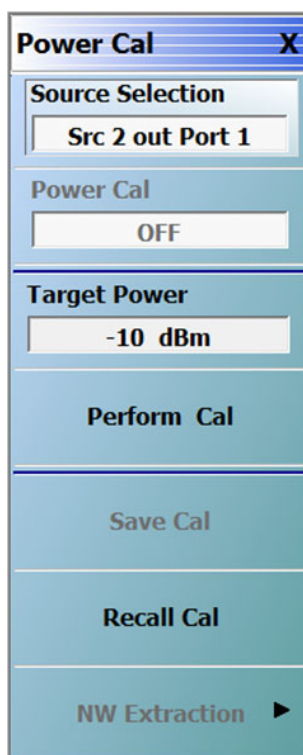 Power Cal X
Source Selection
Src 2 out Port 1
Power Cal
OFF
Target Power
-10 dBm
Perform Cal
Save Cal
Recall Cal
NW Extraction